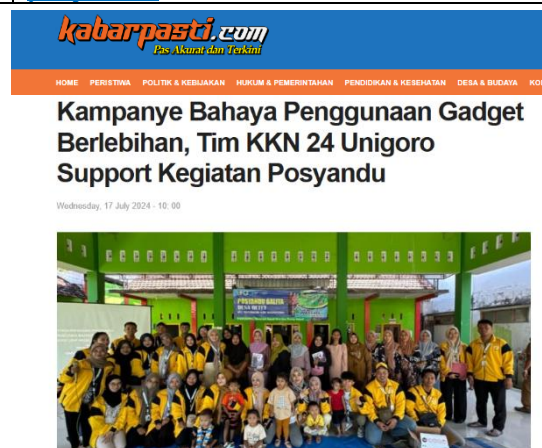 kabarpasti.com
Pas Akurat dan Terkini
HOME PERISTIWA POLITIK & KEBIJAKAN HUKUM & PEMERINTAHAN PENDIDIKAN & KESEHATAN DESA & BUDAYA
Kampanye Bahaya Penggunaan Gadget
Berlebihan, Tim KKN 24 Unigoro
Support Kegiatan Posyandu
Wednesday, 17 July 2024 - 10: 00
POSYANDU BALITA